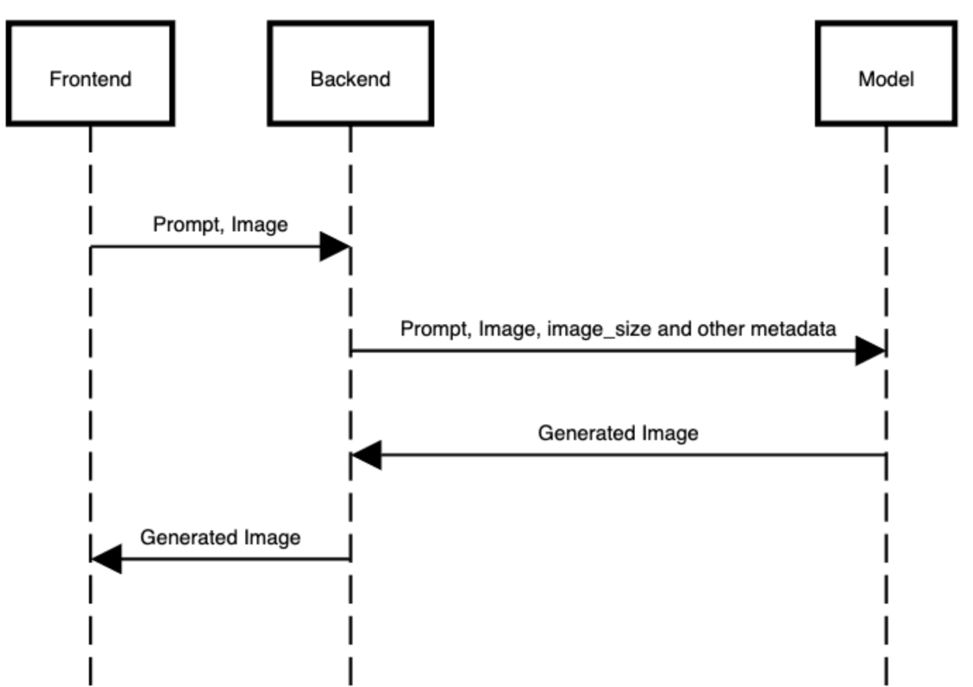 Frontend
Backend
Model
Prompt, Image
Prompt, Image, image_size and other metadata
Generated Image
Generated Image